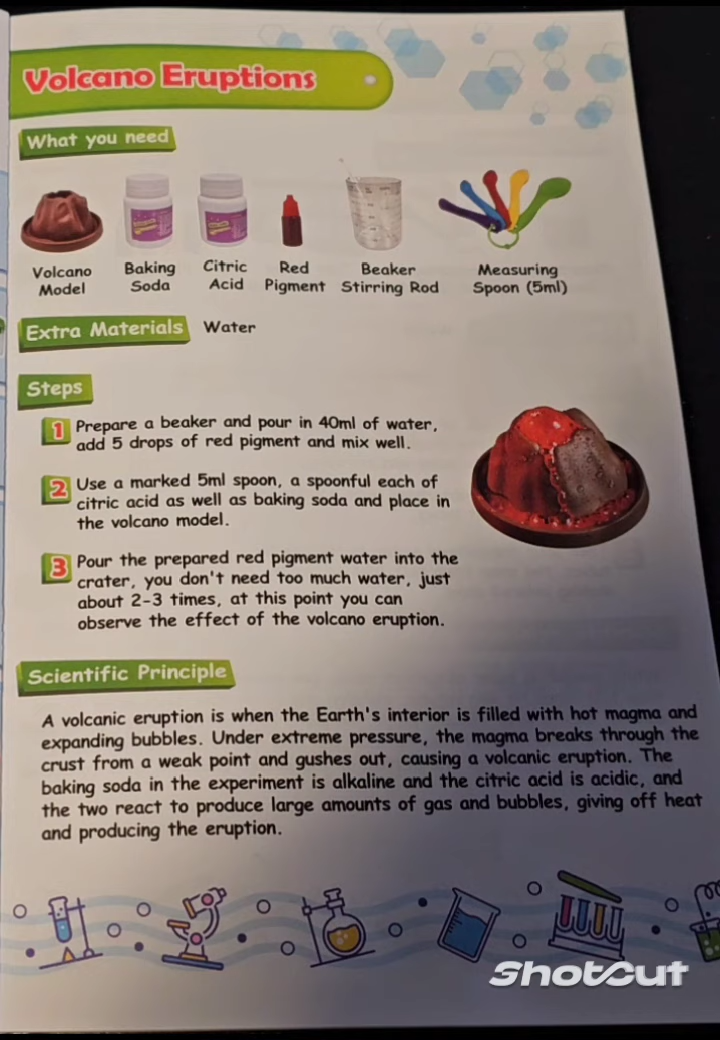 Volcano Eruptions
What you need
Volcano Model
Baking Soda
Citric Acid
Red Pigment
Beaker Stirring Rod
Measuring Spoon (5ml)
Extra Materials Water
Steps
1 Prepare a beaker and pour in 40ml of water,
add 5 drops of red pigment and mix well.
2 Use a marked 5ml spoon, a spoonful each of
citric acid as well as baking soda and place in
the volcano model.
3 Pour the prepared red pigment water into the
crater, you don't need too much water, just
about 2-3 times, at this point you can
observe the effect of the volcano eruption.
Scientific Principle
A volcanic eruption is when the Earth's interior is filled with hot magma and
expanding bubbles. Under extreme pressure, the magma breaks through the
crust from a weak point and gushes out, causing a volcanic eruption. The
baking soda in the experiment is alkaline and the citric acid is acidic, and
the two react to produce large amounts of gas and bubbles, giving off heat
and producing the eruption.
ShotCut